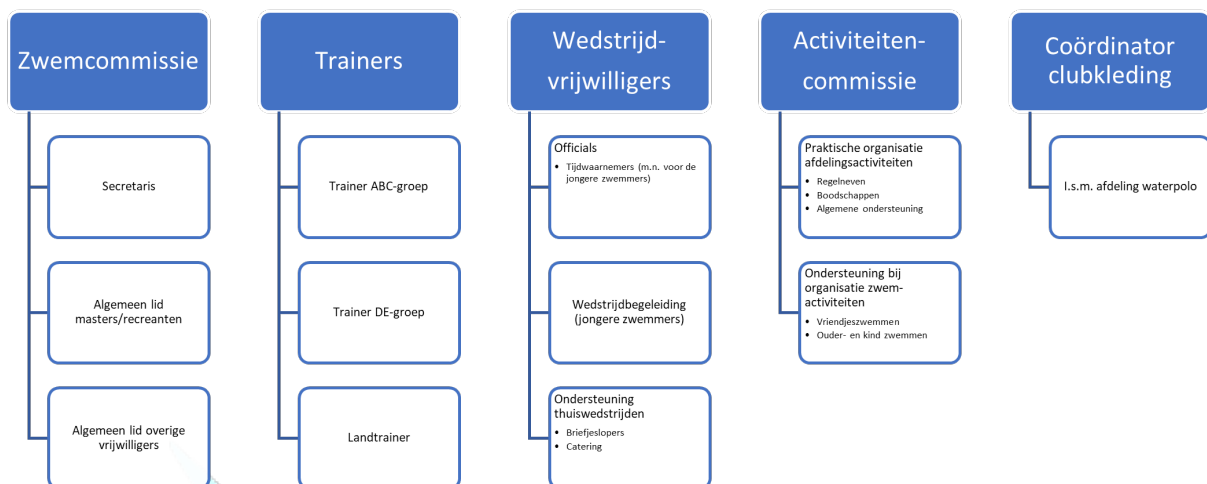 Zwemcommissie
Secretaris
Algemeen lid
masters/recreanten
Algemeen lid overige
vrijwilligers
Trainers
Trainer ABC-groep
Trainer DE-groep
Landtrainer
Wedstrijd-
vrijwilligers
Officials
• Tijdwaarnemers (m.n. voor de
jongere zwemmers)
Wedstrijdbegeleiding
(jongere zwemmers)
Ondersteuning
thuiswedstrijden
• Briefjeslopers
• Catering
Activiteiten-
commissie
Praktische organisatie
afdelingsactiviteiten
• Regelneven
• Boodschappen
• Algemene ondersteuning
Ondersteuning bij
organisatie zwem-
activiteiten
• Vriendjeszwemmen
• Ouder- en kind zwemmen
Coördinator
clubkleding
I.s.m. afdeling waterpolo